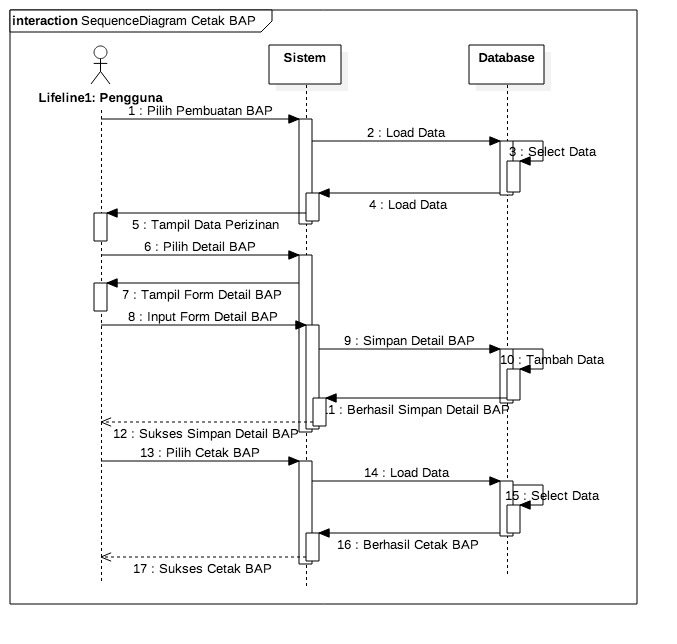 interaction SequenceDiagram Cetak BAP
Sistem
Database
Lifeline1: Pengguna
1 : Pilih Pembuatan BAP
2 : Load Data
3 : Select Data
4 : Load Data
5 : Tampil Data Perizinan
6 : Pilih Detail BAP
7 : Tampil Form Detail BAP
8 : Input Form Detail BAP
9 : Simpan Detail BAP
10 : Tambah Data
11 : Berhasil Simpan Detail BAP
12 : Sukses Simpan Detail BAP
13 : Pilih Cetak BAP
14 : Load Data
15 : Select Data
16 : Berhasil Cetak BAP
17 : Sukses Cetak BAP